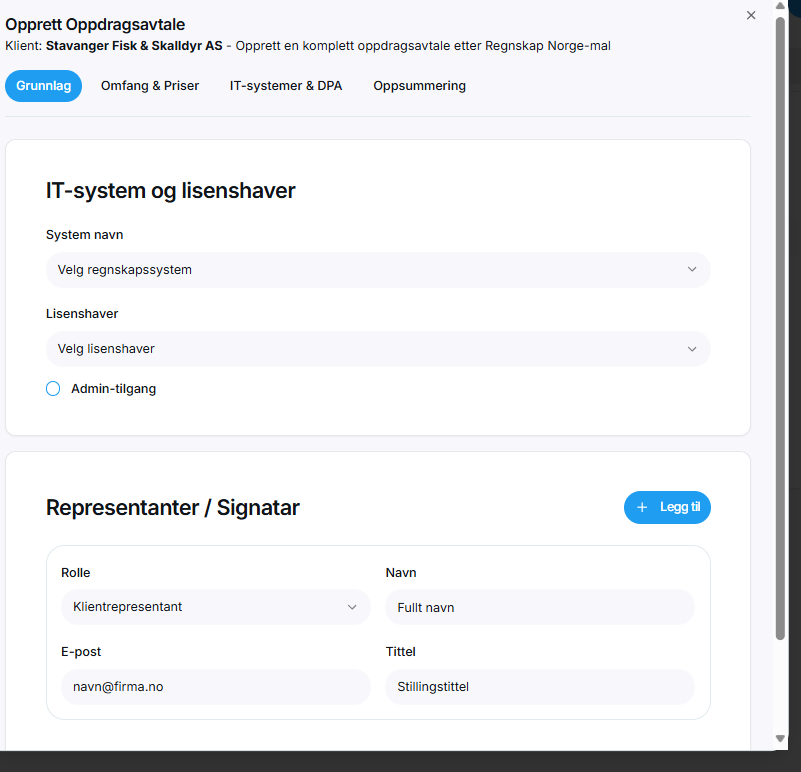 Opprett Oppdragsavtale
Klient: Stavanger Fisk & Skalldyr AS - Opprett en komplett oppdragsavtale etter Regnskap Norge-mal
Grunnlag
Omfang & Priser
IT-systemer & DPA
Oppsummering
IT-system og lisenshaver
System navn
Velg regnskapssystem
Lisenshaver
Velg lisenshaver
Admin-tilgang
Representanter / Signatar
+ Legg til
Rolle
Navn
Klientrepresentant
Fullt navn
E-post
Tittel
navn@firma.no
Stillingstittel